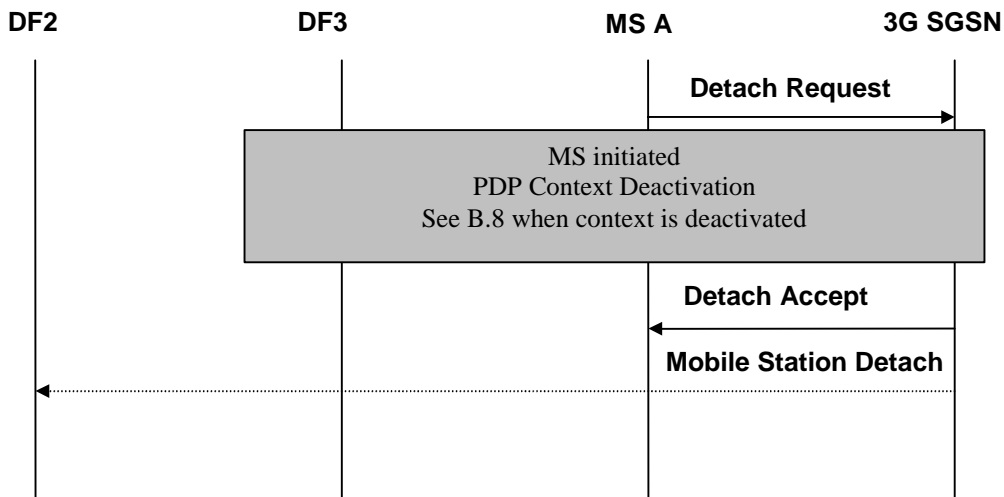 DF2 DF3 MS A 3G SGSN
Detach Request
MS initiated
PDP Context Deactivation
See B.8 when context is deactivated
Detach Accept
Mobile Station Detach